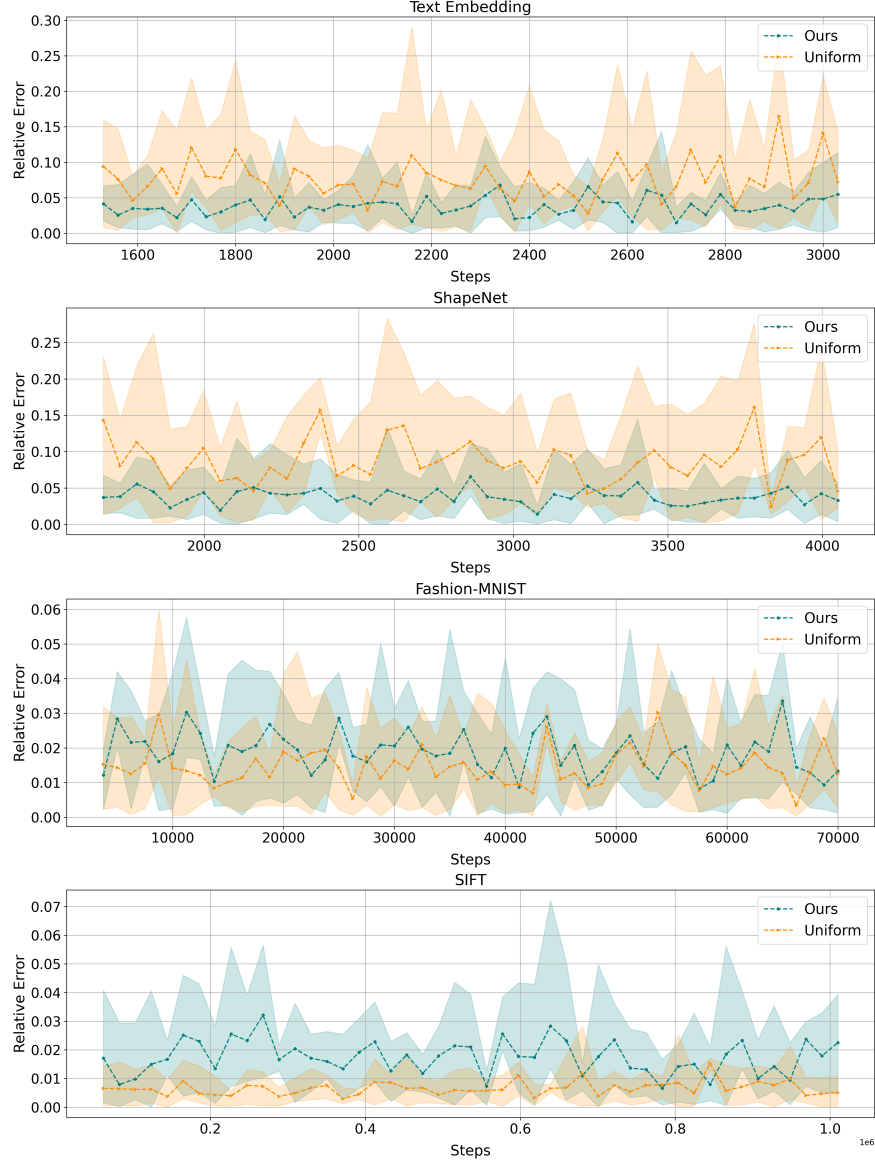 Text Embedding
0.30
0.25
0.20
0.15
0.10
0.05
0.00
Relative Error
Ours
Uniform
1600 1800 2000 2200 2400 2600 2800 3000
Steps
ShapeNet
0.25
0.20
0.15
0.10
0.05
0.00
Relative Error
Ours
Uniform
2000 2500 3000 3500 4000
Steps
Fashion-MNIST
0.06
0.05
0.04
0.03
0.02
0.01
0.00
Relative Error
Ours
Uniform
10000 20000 30000 40000 50000 60000 70000
Steps
SIFT
0.07
0.06
0.05
0.04
0.03
0.02
0.01
0.00
Relative Error
Ours
Uniform
0.2 0.4 0.6 0.8 1.0
1e6
Steps